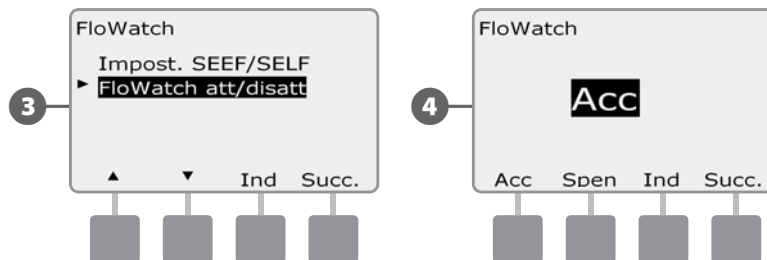 FloWatch
Impost. SEEF/SELF
► FloWatch att/disatt
3
▲ ▼ Ind Succ.
FloWatch
4
Acc
Acc Spen Ind Succ.